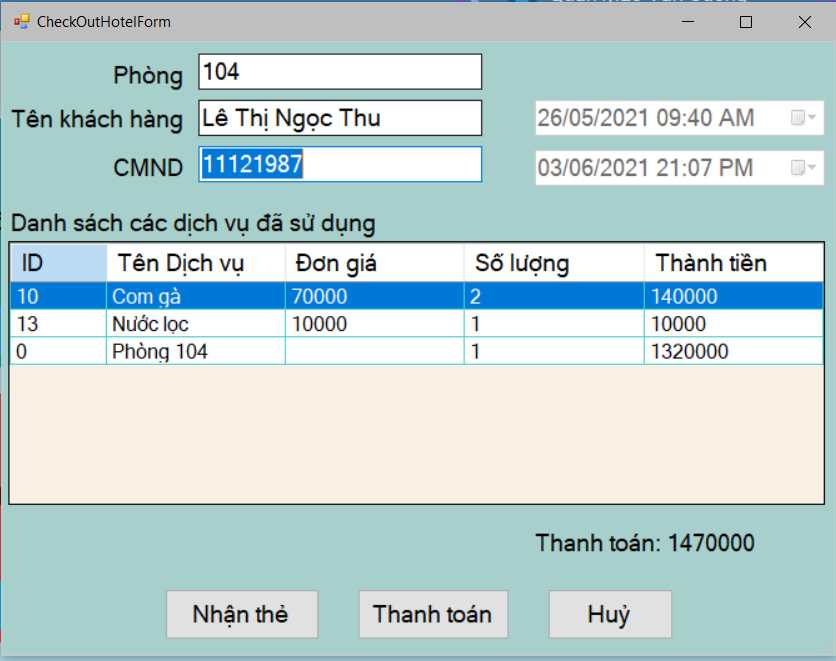 CheckOutHotelForm
Phòng 104
Tên khách hàng Lê Thị Ngọc Thu 26/05/2021 09:40 AM
CMND 11121987 03/06/2021 21:07 PM
Danh sách các dịch vụ đã sử dụng
ID Tên Dịch vụ Đơn giá Số lượng Thành tiền
10 Com gà 70000 2 140000
13 Nước lọc 10000 1 10000
0 Phòng 104 1 1320000
Thanh toán: 1470000
Nhận thẻ Thanh toán Huỷ